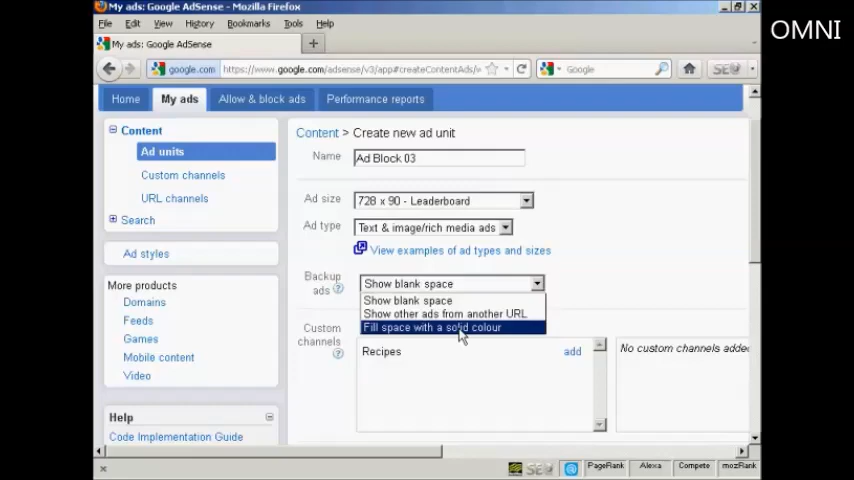 My ads: Google AdSense - Mozilla Firefox
OMNI
File Edit View History Bookmarks Tools Help
My ads: Google AdSense
google.com https://www.google.com/adsense/v3/app#createContentAds/
Google
Home My ads Allow & block ads Performance reports
Content
Ad units
Custom channels
URL channels
Search
Ad styles
More products
Domains
Feeds
Games
Mobile content
Video
Help
Code Implementation Guide
Content > Create new ad unit
Name Ad Block 03
Ad size 728 x 90 - Leaderboard
Ad type Text & image/rich media ads
View examples of ad types and sizes
Backup ads Show blank space
Show blank space
Show other ads from another URL
Fill space with a solid colour
Custom channels
Recipes add
No custom channels added
PageRank Alexa Compete mozRank